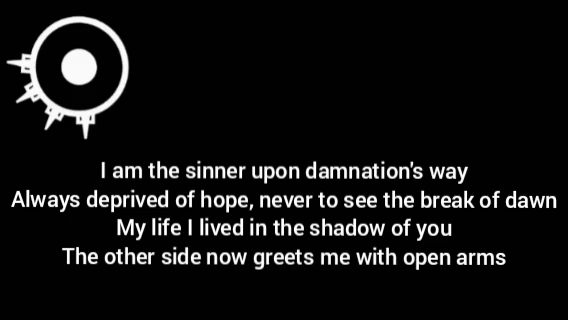 I am the sinner upon damnation's way
Always deprived of hope, never to see the break of dawn
My life I lived in the shadow of you
The other side now greets me with open arms